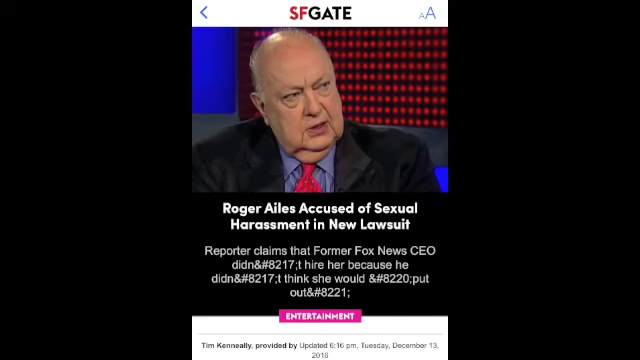 SFGATE
AA
Roger Ailes Accused of Sexual
Harassment in New Lawsuit
Reporter claims that Former Fox News CEO
didn&#8217;t hire her because he
didn&#8217;t think she would &#8220;put
out&#8221;
ENTERTAINMENT
Tim Kenneally, provided by Updated 6:16 pm, Tuesday, December 13,
2016